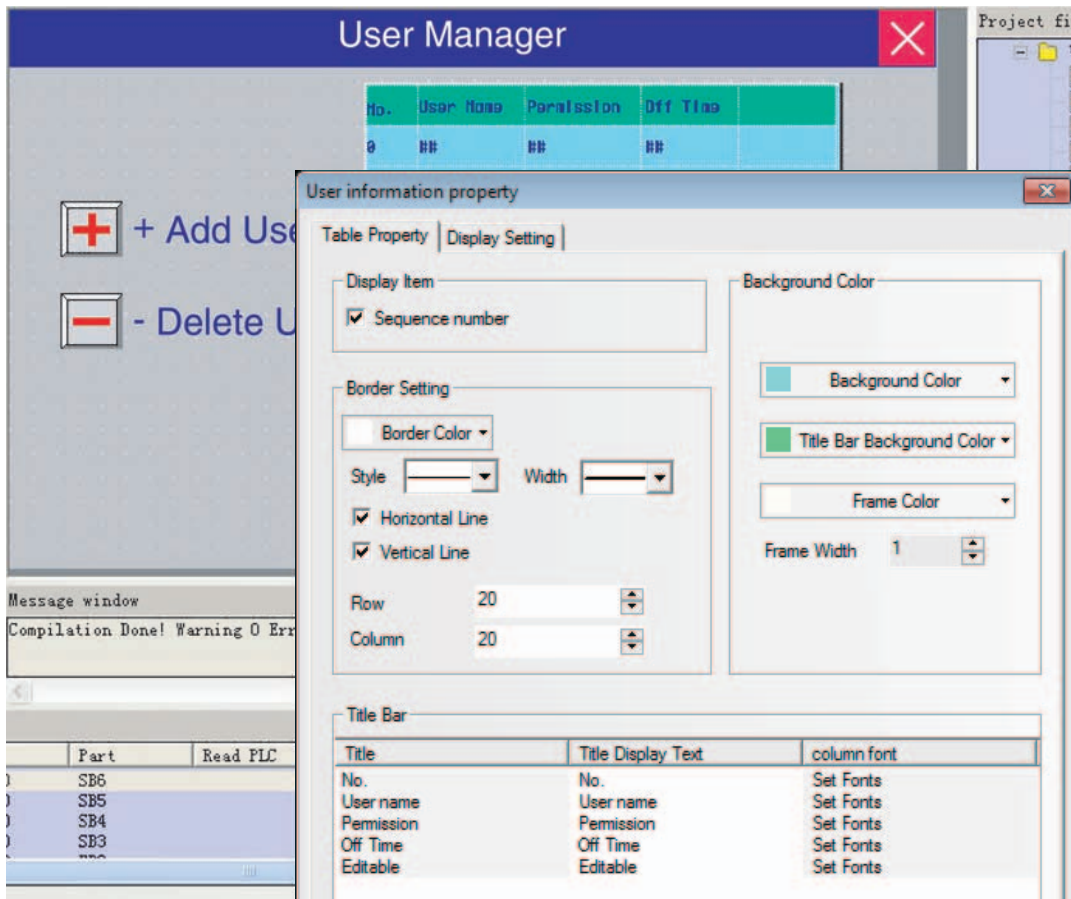 User Manager
Project fi
No. User Name Permission Off Time
0 ## ## ##
User information property
+ Add Use
- Delete U
Table Property Display Setting
Display Item
Sequence number
Background Color
Background Color
Title Bar Background Color
Frame Color
Frame Width 1
Border Setting
Border Color
Style Width
Horizontal Line
Vertical Line
Row 20
Column 20
Message window
Compilation Done! Warning 0 Err
Part Read PLC
SB6
SB5
SB4
SB3
Title Bar
Title Title Display Text column font
No. No. Set Fonts
User name User name Set Fonts
Permission Permission Set Fonts
Off Time Off Time Set Fonts
Editable Editable Set Fonts